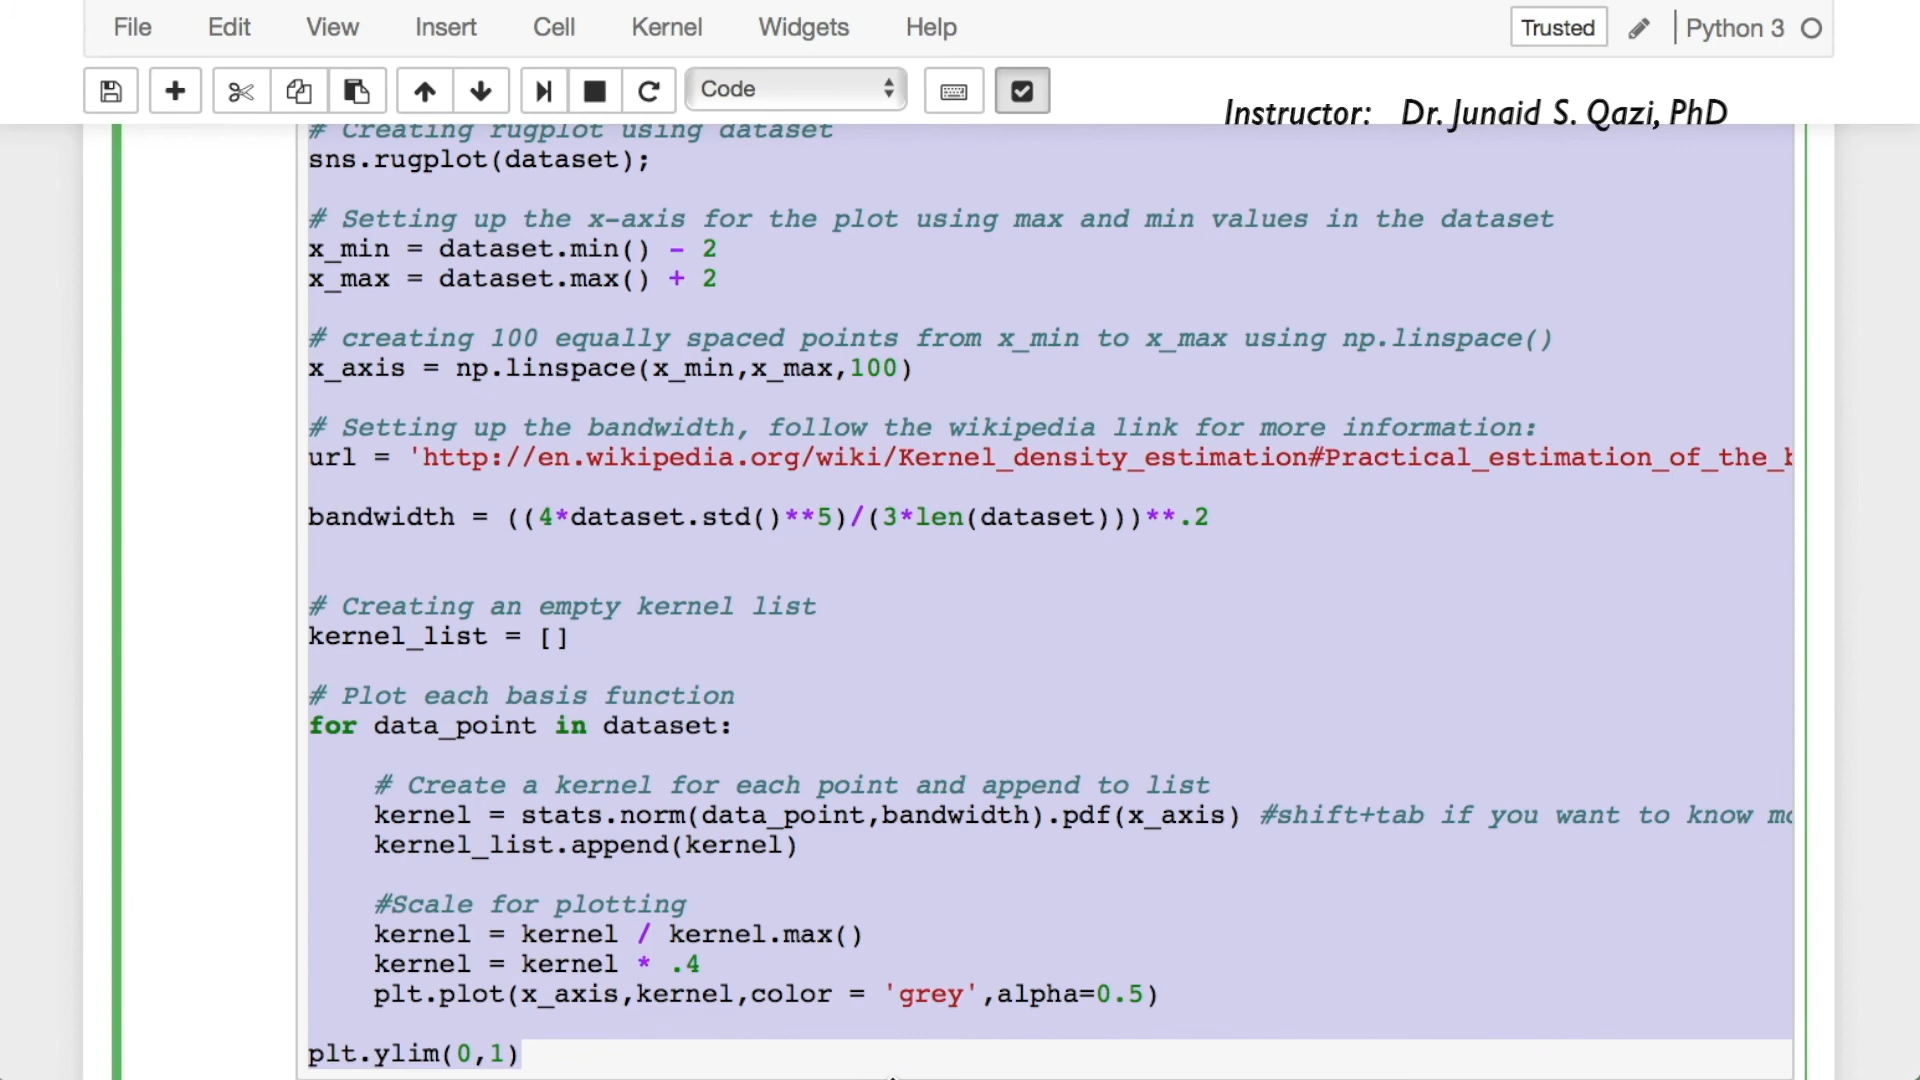 File Edit View Insert Cell Kernel Widgets Help Trusted Python 3
Code
Instructor: Dr. Junaid S. Qazi, PhD
# Creating rugplot using dataset
sns.rugplot(dataset);
# Setting up the x-axis for the plot using max and min values in the dataset
x_min = dataset.min() - 2
x_max = dataset.max() + 2
# creating 100 equally spaced points from x_min to x_max using np.linspace()
x_axis = np.linspace(x_min,x_max,100)
# Setting up the bandwidth, follow the wikipedia link for more information:
url = 'http://en.wikipedia.org/wiki/Kernel_density_estimation#Practical_estimation_of_the_
bandwidth = ((4*dataset.std()**5)/(3*len(dataset)))**.2
# Creating an empty kernel list
kernel_list = []
# Plot each basis function
for data_point in dataset:
# Create a kernel for each point and append to list
kernel = stats.norm(data_point,bandwidth).pdf(x_axis) #shift+tab if you want to know
kernel_list.append(kernel)
#Scale for plotting
kernel = kernel / kernel.max()
kernel = kernel * .4
plt.plot(x_axis,kernel,color = 'grey',alpha=0.5)
plt.ylim(0,1)